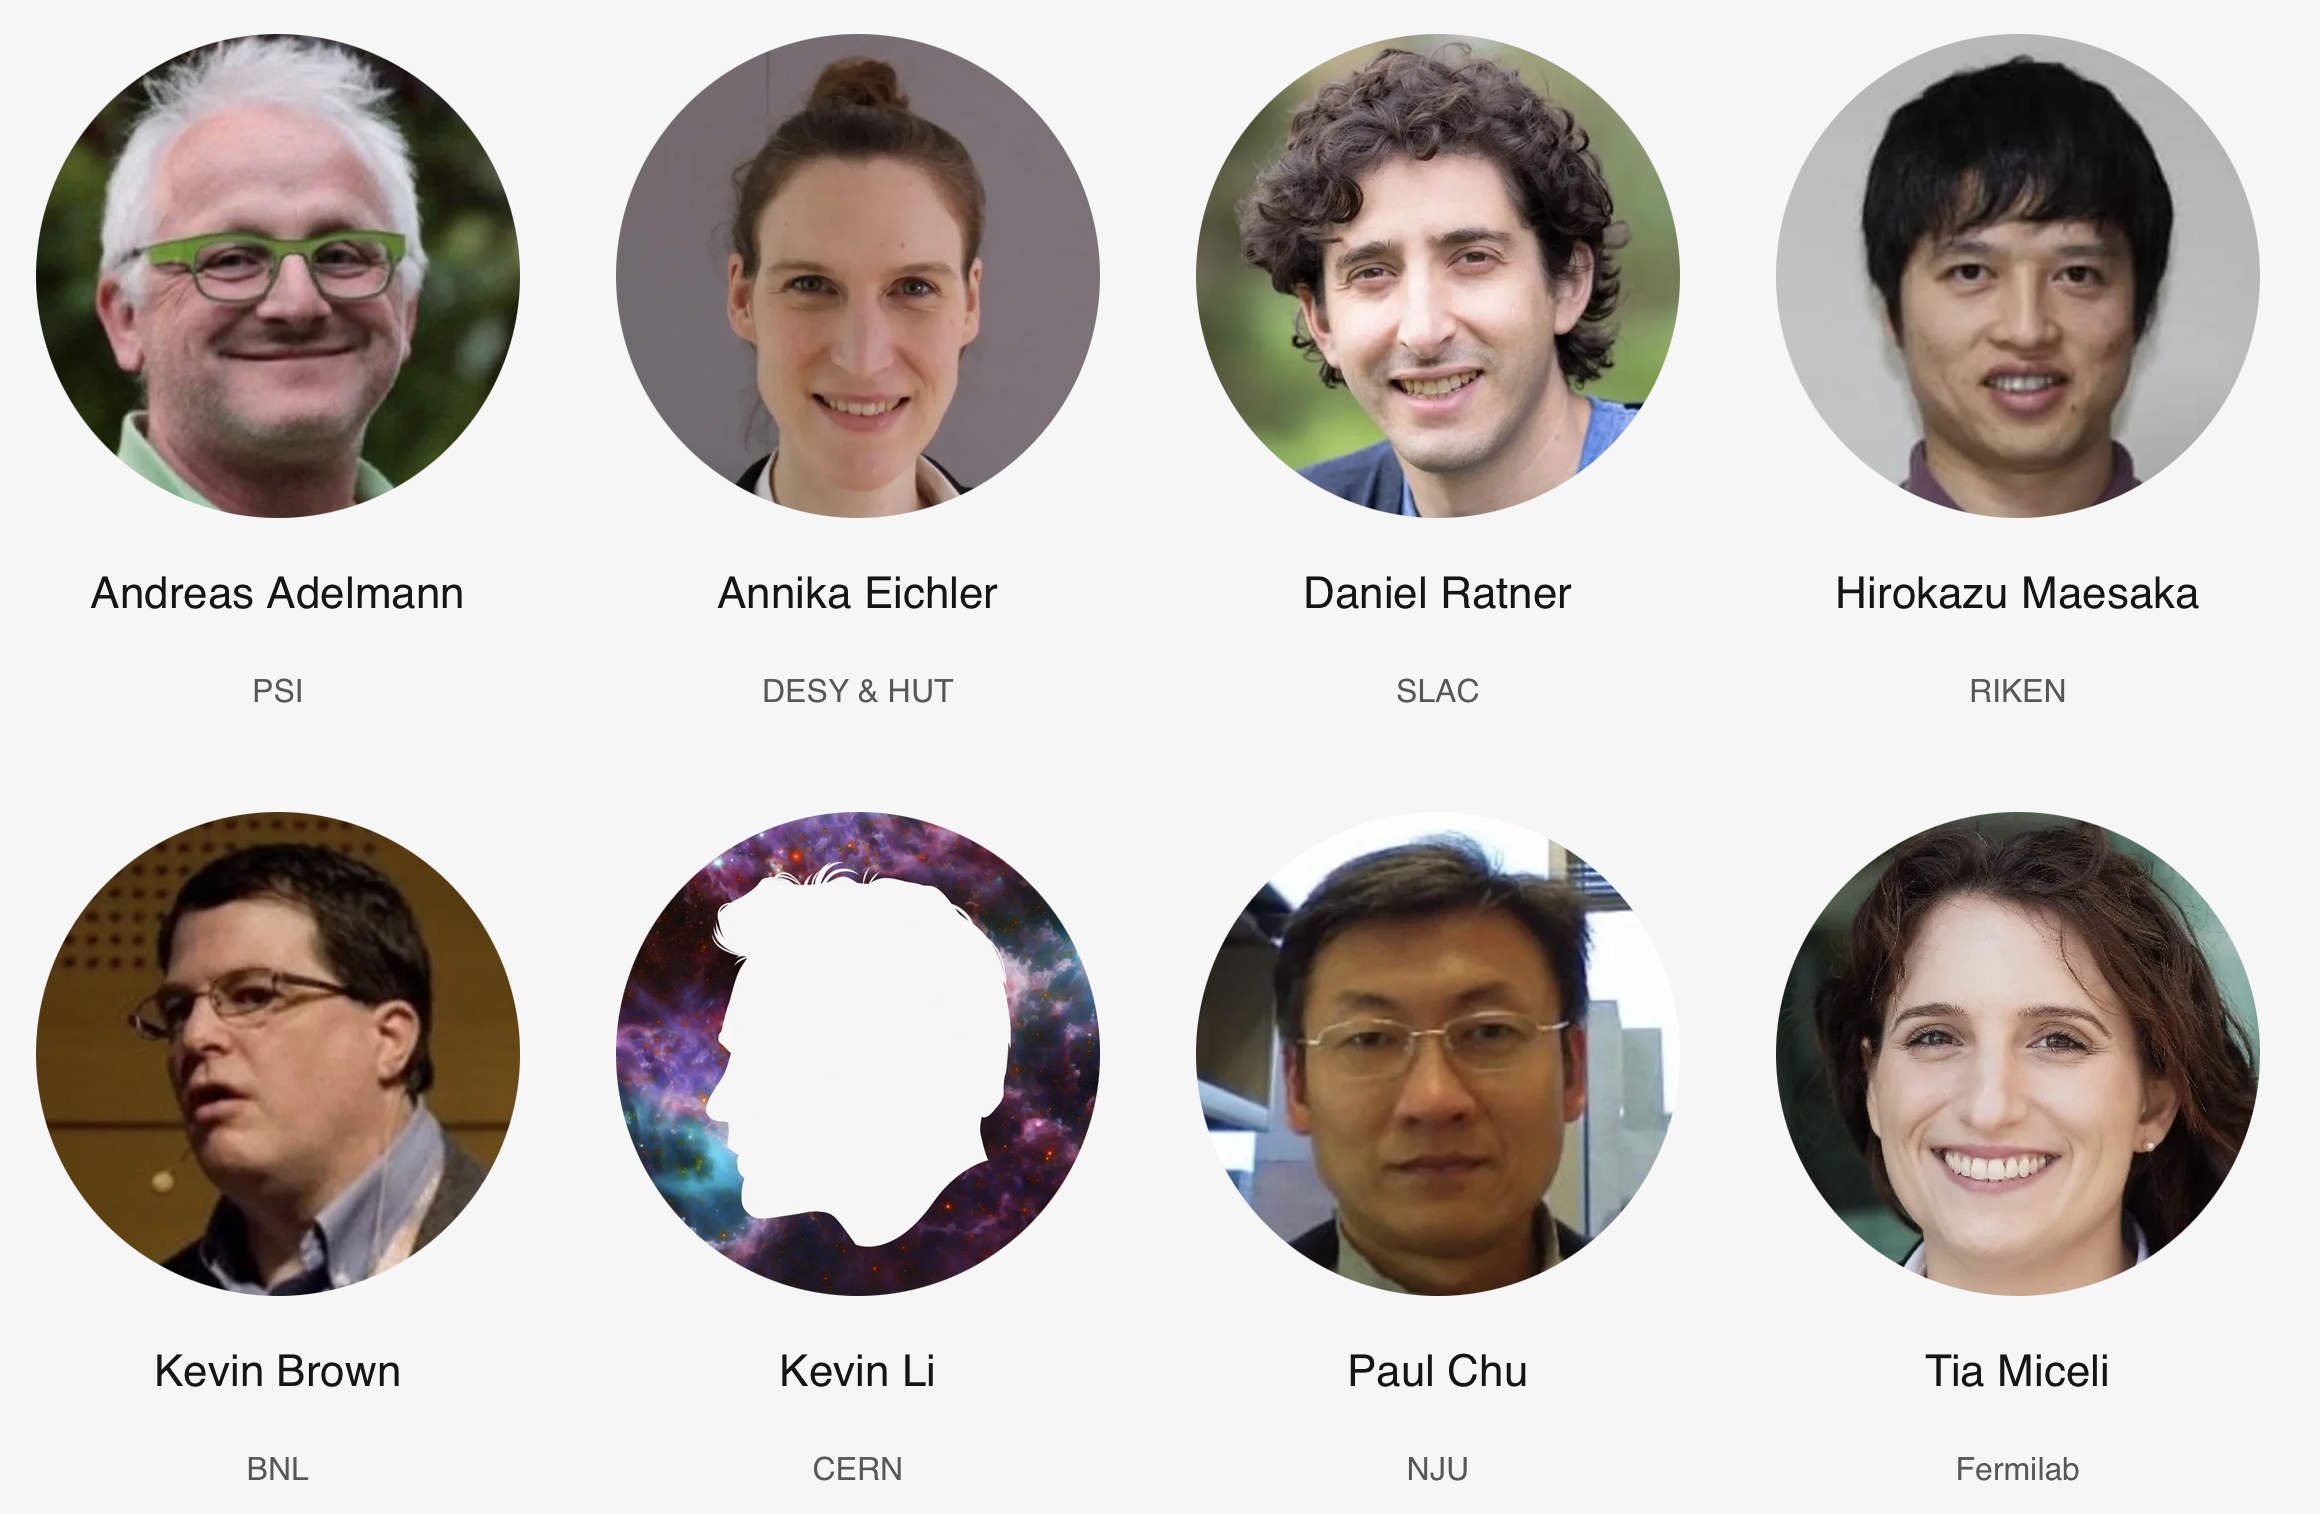 Andreas Adelmann
Annika Eichler
Daniel Ratner
Hirokazu Maesaka
PSI
DESY & HUT
SLAC
RIKEN
Kevin Brown
Kevin Li
Paul Chu
Tia Miceli
BNL
CERN
NJU
Fermilab